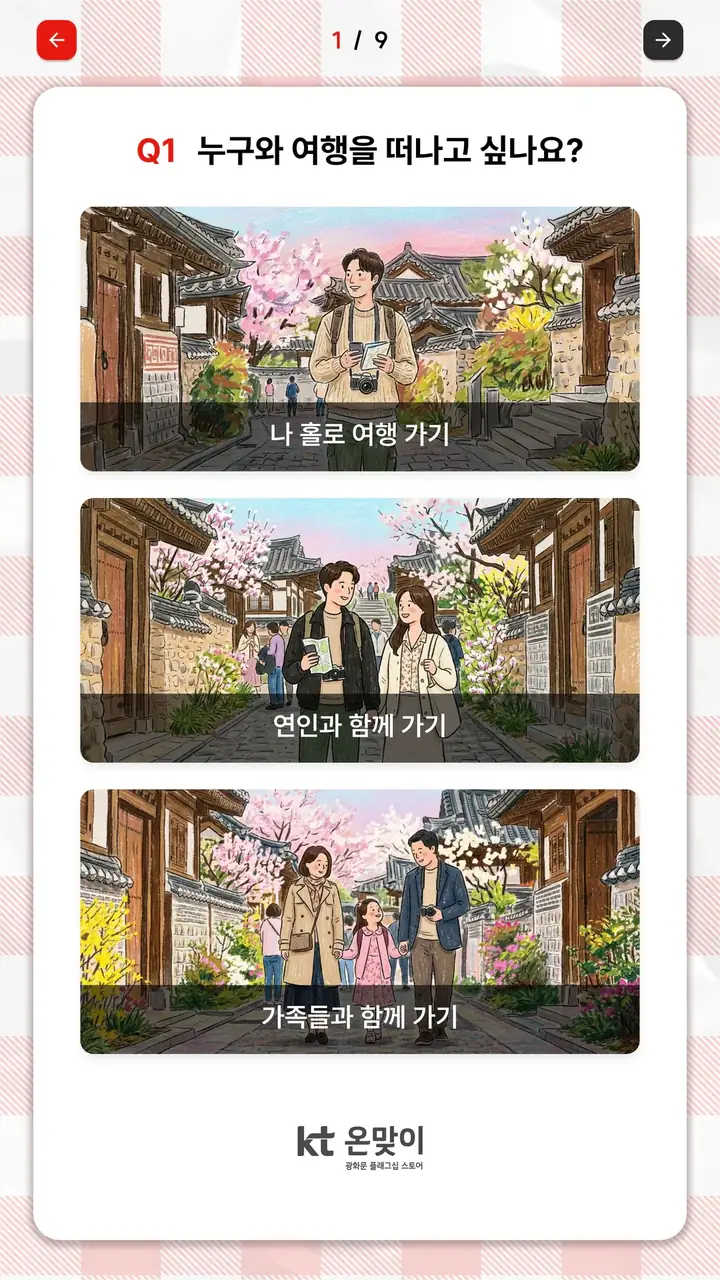 1 / 9
Q1 누구와 여행을 떠나고 싶나요?
나 홀로 여행 가기
연인과 함께 가기
가족들과 함께 가기
kt 온맞이
광화문 플래그십 스토어